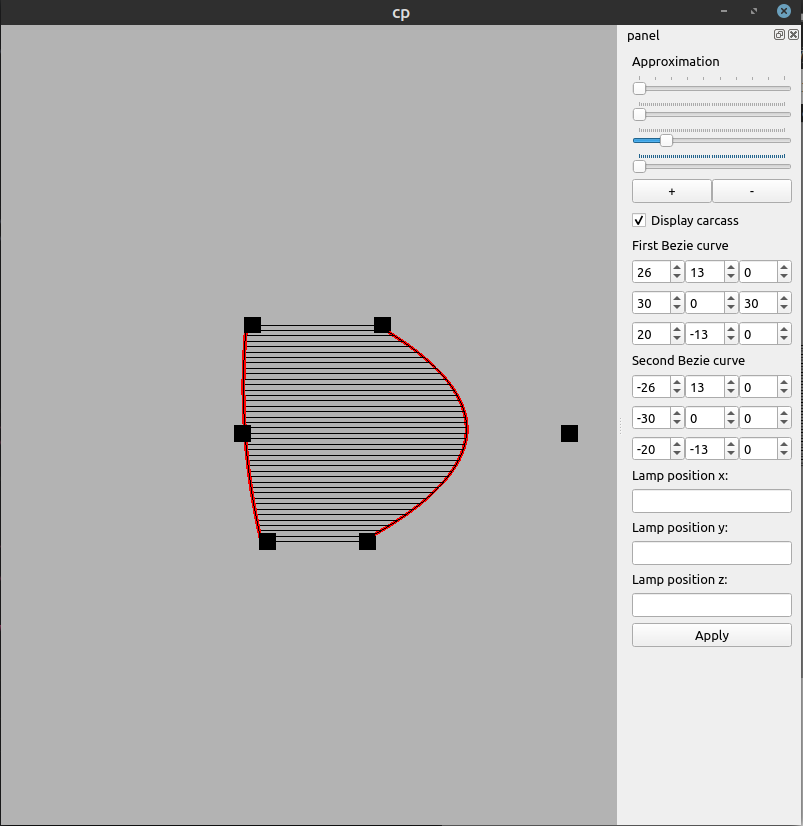 cp
panel
Approximation
+ -
Display carcass
First Bezie curve
26 13 0
30 0 30
20 -13 0
Second Bezie curve
-26 13 0
-30 0 0
-20 -13 0
Lamp position x:
Lamp position y:
Lamp position z:
Apply